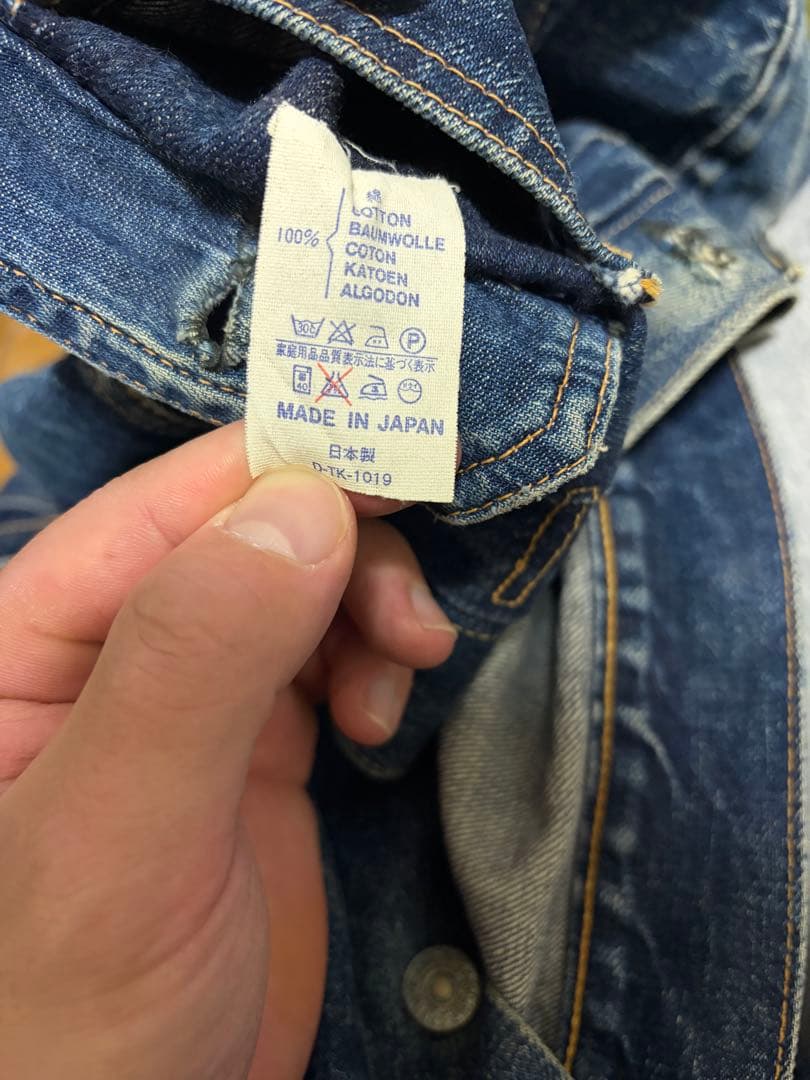 綿
COTTON
100% BAUMWOLLE
COTON
KATOEN
ALGODON
家庭用品品質表示法に基づく表示
40
MADE IN JAPAN
日本製
D-TK-1019